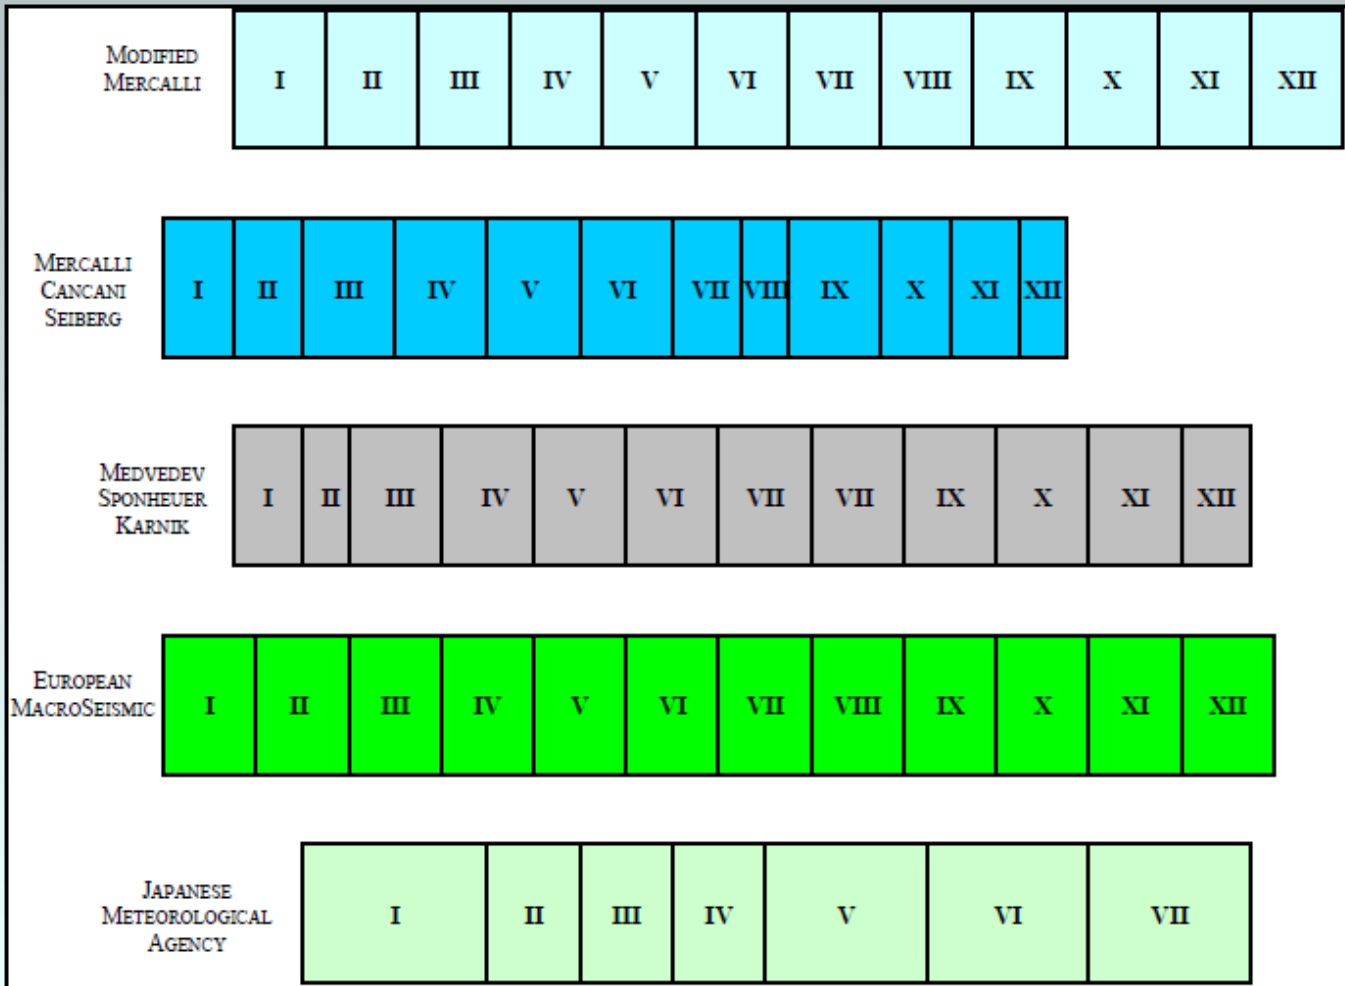 MODIFIED
MERCALLI
I II III IV V VI VII VIII IX X XI XII
MERCALLI
CANCANI
SEIBERG
I II III IV V VI VII VIII IX X XI XII
MEDVEDEV
SPONHEUER
KARNIK
I II III IV V VI VII VII IX X XI XII
EUROPEAN
MACROSEISMIC
I II III IV V VI VII VIII IX X XI XII
JAPANESE
METEOROLOGICAL
AGENCY
I II III IV V VI VII